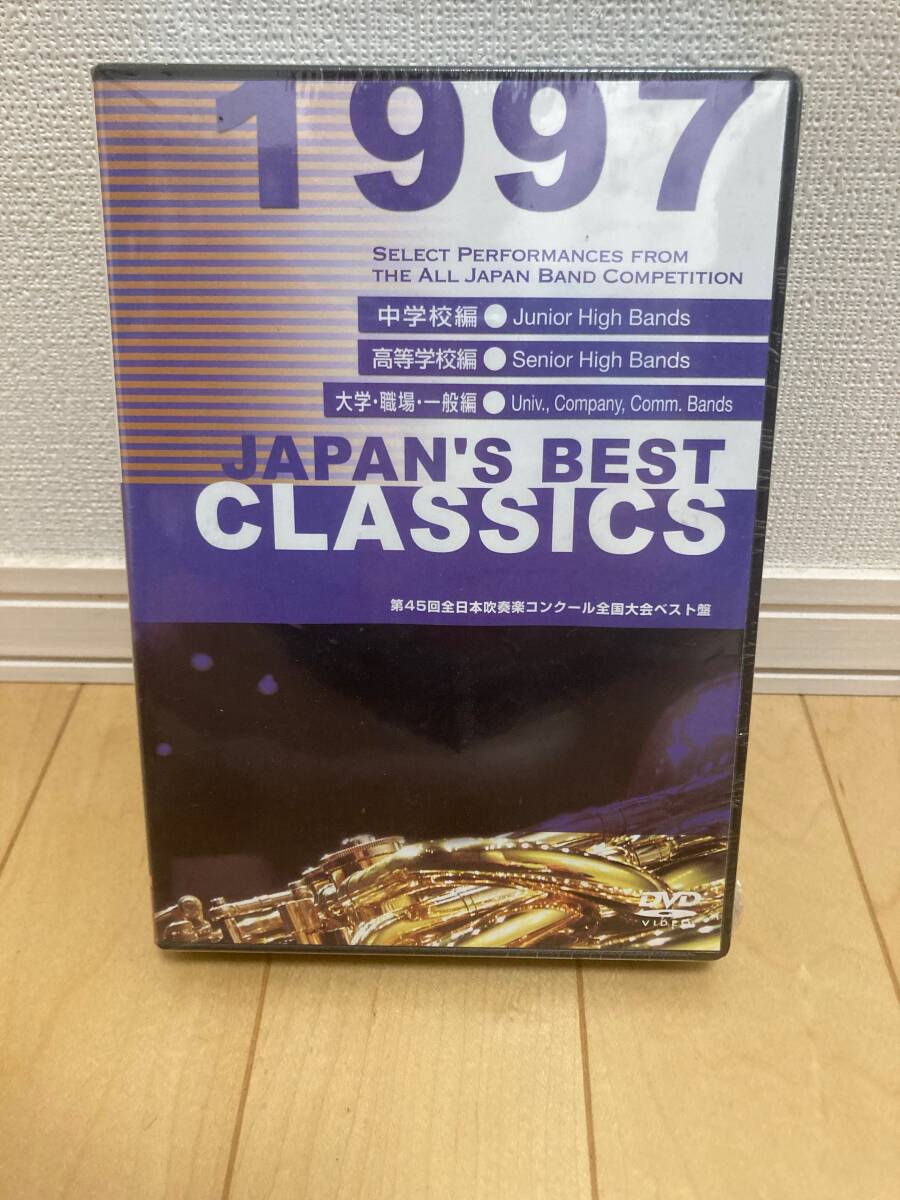 1997
SELECT PERFORMANCES FROM
THE ALL JAPAN BAND COMPETITION
中学校編●Junior High Bands
高等学校編●Senior High Bands
大学・職場・一般編●Univ., Company, Comm. Bands
JAPAN'S BEST
CLASSICS
第45回全日本吹奏楽コンクール全国大会ベスト盤
DVD
VIDEO